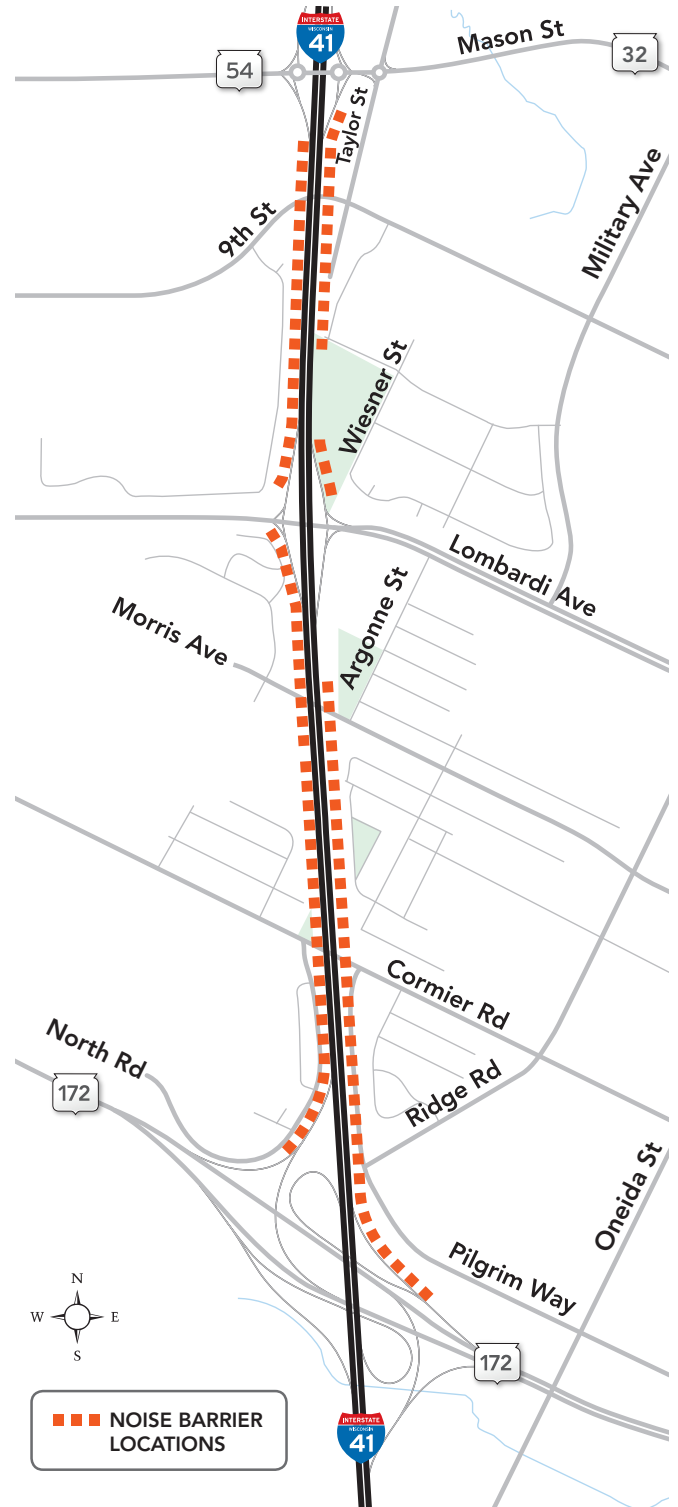 INTERSTATE
WISCONSIN
41
Mason St
54
32
Taylor St
Military Ave
9th St
Wiesner St
Lombardi Ave
Argonne St
Morris Ave
Cormier Rd
North Rd
172
Ridge Rd
Oneida St
Pilgrim Way
N
W E
S
172
NOISE BARRIER
LOCATIONS
INTERSTATE
WISCONSIN
41